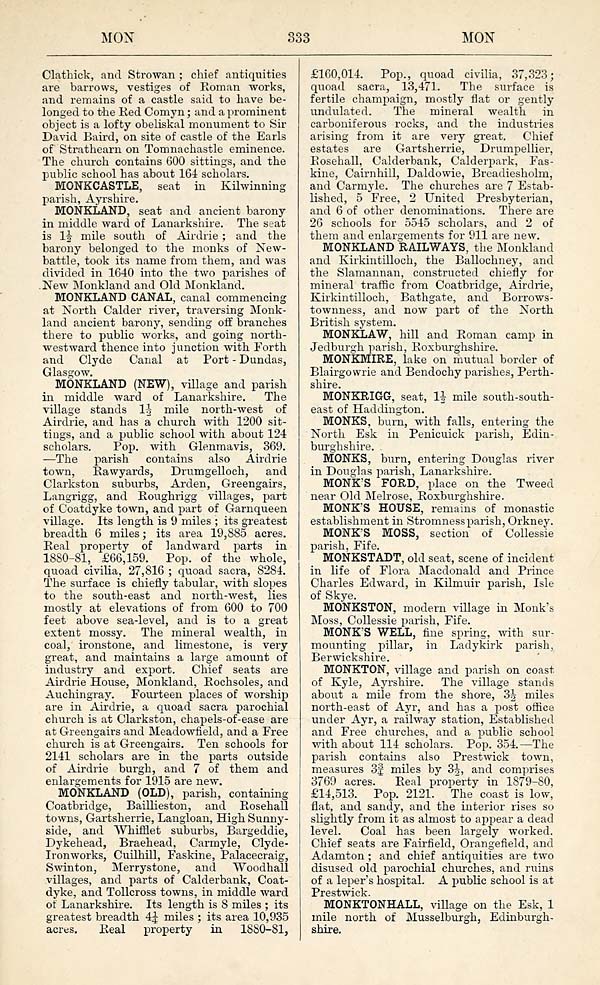 MON 333 MON
Clathick, and Strowan ; chief antiquities
are barrows, vestiges of Roman works,
and remains of a castle said to have be-
longed to the Red Comyn ; and a prominent
object is a lofty obeliskal monument to Sir
David Baird, on site of castle of the Earls
of Strathearn on Tomnachastle eminence.
The church contains 600 sittings, and the
public school has about 164 scholars.
MONKCASTLE, seat in Kilwinning
parish, Ayrshire.
MONKLAND, seat and ancient barony
in middle ward of Lanarkshire. The seat
is 1½ mile south of Airdrie ; and the
barony belonged to the monks of New-
battle, took its name from them, and was
divided in 1640 into the two parishes of
New Monkland and Old Monkland.
MONKLAND CANAL, canal commencing
at North Calder river, traversing Monk-
land ancient barony, sending off branches
there to public works, and going north-
westward thence into junction with Forth
and Clyde Canal at Port-Dundas,
Glasgow.
MONKLAND (NEW), village and parish
in middle ward of Lanarkshire. The
village stands 1½ mile north-west of
Airdrie, and has a church with 1200 sit-
tings, and a public school with about 124
scholars. Pop. with Glenmavis, 369.
—The parish contains also Airdrie
town, Rawyards, Drumgelloch, and
Clarkston suburbs, Arden, Greengairs,
Langrigg, and Roughrigg villages, part
of Coatdyke town, and part of Garnqueen
village. Its length is 9 miles ; its greatest
breadth 6 miles ; its area 19,885 acres.
Real property of landward parts in
1880-81, £66,159. Pop. of the whole,
quoad civilia, 27,816 ; quoad sacra, 8284.
The surface is chiefly tabular, with slopes
to the south-east and north-west, lies
mostly at elevations of from 600 to 700
feet above sea-level, and is to a great
extent mossy. The mineral wealth, in
coal, ironstone, and limestone, is very
great, and maintains a large amount of
industry and export. Chief seats are
Airdrie House, Monkland, Rochsoles, and
Auchingray. Fourteen places of worship
are in Airdrie, a quoad sacra parochial
church is at Clarkston, chapels-of-ease are
at Greengairs and Meadowfield, and a Free
church is at Greengairs. Ten schools for
2141 scholars are in the parts outside
of Airdrie burgh, and 7 of them and
enlargements for 1915 are new.
MONKLAND (OLD), parish, containing
Coatbridge, Baillieston, and Rosehall
towns, Gartsherrie, Langloan, High Sunny-
side, and Whifflet suburbs, Bargeddie,
Dykehead, Braehead, Carmyle, Clyde-
Ironworks, Cuilhill, Faskine, Palacecraig,
Swinton, Merrystone, and Woodhall
villages, and parts of Calderbank, Coat-
dyke, and Tollcross towns, in middle ward
of Lanarkshire. Its length is 8 miles ; its
greatest breadth 4¼ miles ; its area 10,935
acres. Real property in 1880-81,
£160,014. Pop., quoad civilia, 37,323 ;
quoad sacra, 13,471. The surface is
fertile champaign, mostly flat or gently
undulated. The mineral wealth in
carboniferous rocks, and the industries
arising from it are very great. Chief
estates are Gartsherrie, Drumpellier,
Rosehall, Calderbank, Calderpark, Fas-
kine, Cairnhill, Daldowie, Breadiesholm,
and Carmyle. The churches are 7 Estab-
lished, 5 Free, 2 United Presbyterian,
and 6 of other denominations. There are
26 schools for 5545 scholars, and 2 of
them and enlargements for 911 are new.
MONKLAND RAILWAYS, the Monkland
and Kirkintilloch, the Ballochney, and
the Slamannan, constructed chiefly for
mineral traffic from Coatbridge, Airdrie,
Kirkintilloch, Bathgate, and Borrows-
townness, and now part of the North
British system.
MONKLAW, hill and Roman camp in
Jedburgh parish, Roxburghshire.
MONKMIRE, lake on mutual border of
Blairgowrie and Bendochy parishes, Perth-
shire.
MONKRIGG, seat, 1½ mile south-south-
east of Haddington.
MONKS, burn, with falls, entering the
North Esk in Penicuick parish, Edin-
burghshire.
MONKS, burn, entering Douglas river
in Douglas parish, Lanarkshire.
MONK'S FORD, place on the Tweed
near Old Melrose, Roxburghshire.
MONK'S HOUSE, remains of monastic
establishment in Stromness parish, Orkney.
MONK'S MOSS, section of Collessie
parish, Fife.
MONKSTADT, old seat, scene of incident
in life of Flora Macdonald and Prince
Charles Edward, in Kilmuir parish, Isle
of Skye.
MONKSTON, modern village in Monk's
Moss, Collessie parish, Fife.
MONK'S WELL, fine spring, with sur-
mounting pillar, in Ladykirk parish,
Berwickshire.
MONKTON, village and parish on coast
of Kyle, Ayrshire. The village stands
about a mile from the shore, 3½ miles
north-east of Ayr, and has a post office
under Ayr, a railway station, Established
and Free churches, and a public school
with about 114 scholars. Pop. 354.—The
parish contains also Prestwick town,
measures 3¾ miles by 3½, and comprises
3769 acres. Real property in 1879-80,
£14,513. Pop. 2121. The coast is low,
flat, and sandy, and the interior rises so
slightly from it as almost to appear a dead
level. Coal has been largely worked.
Chief seats are Fairfield, Orangefield, and
Adamton ; and chief antiquities are two
disused old parochial churches, and ruins
of a leper's hospital. A public school is at
Prestwick.
MONKTONHALL, village on the Esk, 1
mile north of Musselburgh, Edinburgh-
shire.